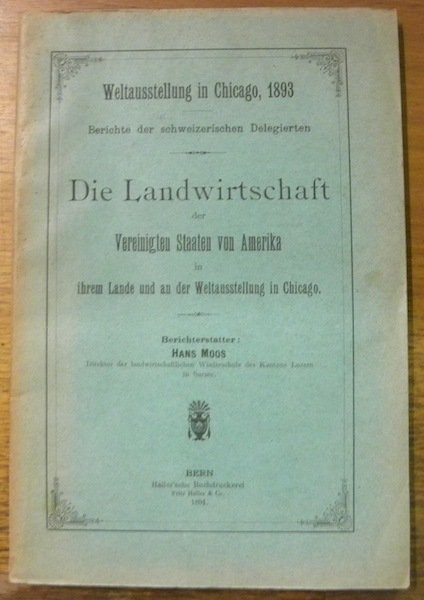 Weltausstellung in Chicago, 1893
Berichte der schweizerischen Delegierten
Die Landwirtschaft
der
Vereinigten Staaten von Amerika
in
ihrem Lande und an der Weltausstellung in Chicago.
Berichterstatter:
HANS MOOS
Direktor der landwirtschaftlichen Winterschule des Kantons Luzern
in Sursee.
BERN
Haller'sche Buchdruckerei
Fritz Haller & Co.
1894.